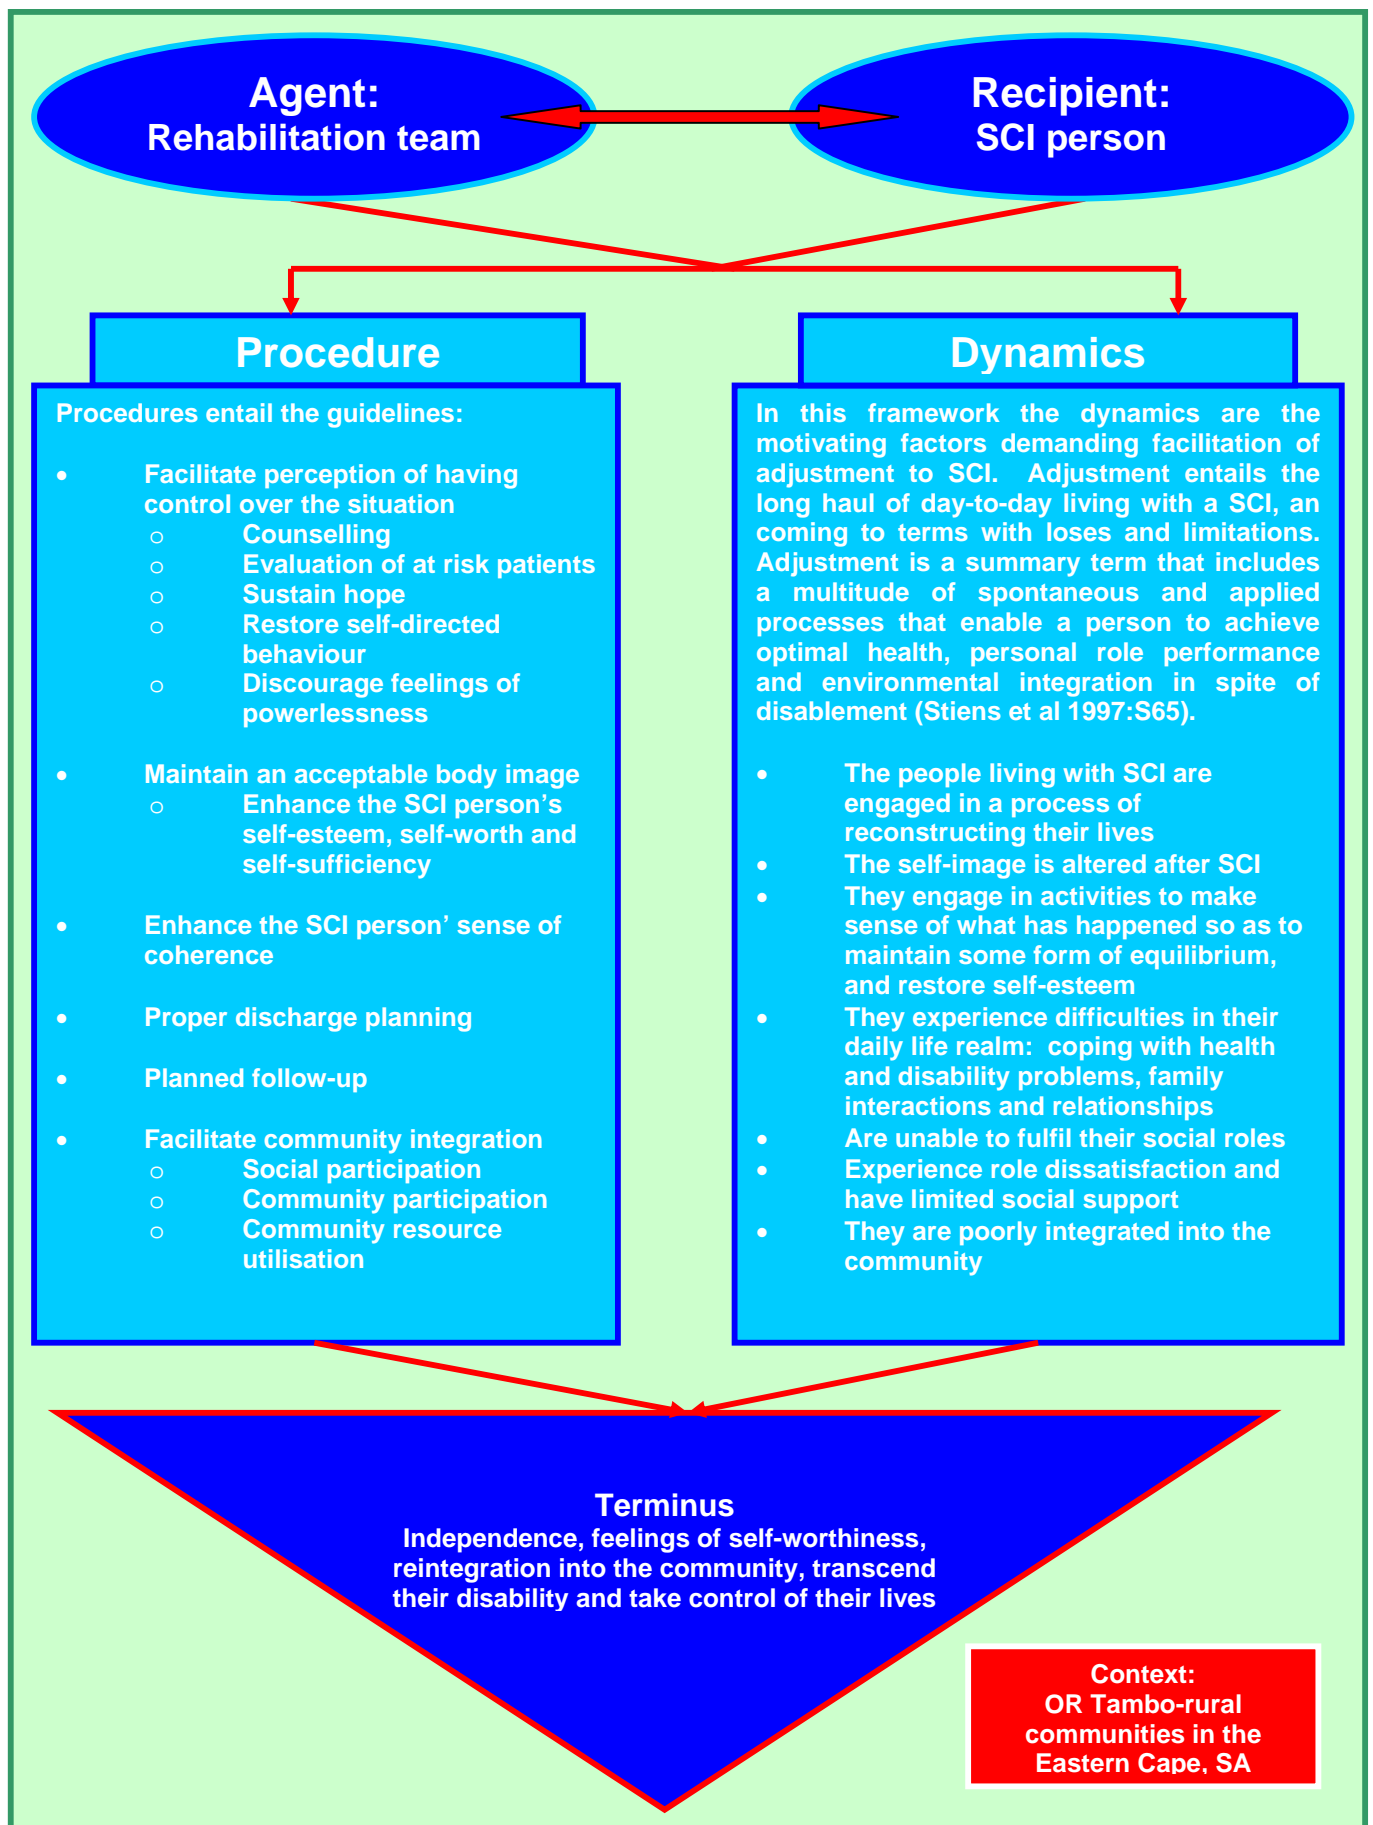 Agent:
Rehabilitation team
Recipient:
SCI person
Procedure
Procedures entail the guidelines:
• Facilitate perception of having
control over the situation
o Counselling
o Evaluation of at risk patients
o Sustain hope
o Restore self-directed
behaviour
o Discourage feelings of
powerlessness
• Maintain an acceptable body image
o Enhance the SCI person’s
self-esteem, self-worth and
self-sufficiency
• Enhance the SCI person’ sense of
coherence
• Proper discharge planning
• Planned follow-up
• Facilitate community integration
o Social participation
o Community participation
o Community resource
utilisation
Dynamics
In this framework the dynamics are the
motivating factors demanding facilitation of
adjustment to SCI. Adjustment entails the
long haul of day-to-day living with a SCI, an
coming to terms with loses and limitations.
Adjustment is a summary term that includes
a multitude of spontaneous and applied
processes that enable a person to achieve
optimal health, personal role performance
and environmental integration in spite of
disablement (Stiens et al 1997:S65).
• The people living with SCI are
engaged in a process of
reconstructing their lives
• The self-image is altered after SCI
• They engage in activities to make
sense of what has happened so as to
maintain some form of equilibrium,
and restore self-esteem
• They experience difficulties in their
daily life realm: coping with health
and disability problems, family
interactions and relationships
• Are unable to fulfil their social roles
• Experience role dissatisfaction and
have limited social support
• They are poorly integrated into the
community
Terminus
Independence, feelings of self-worthiness,
reintegration into the community, transcend
their disability and take control of their lives
Context:
OR Tambo-rural
communities in the
Eastern Cape, SA